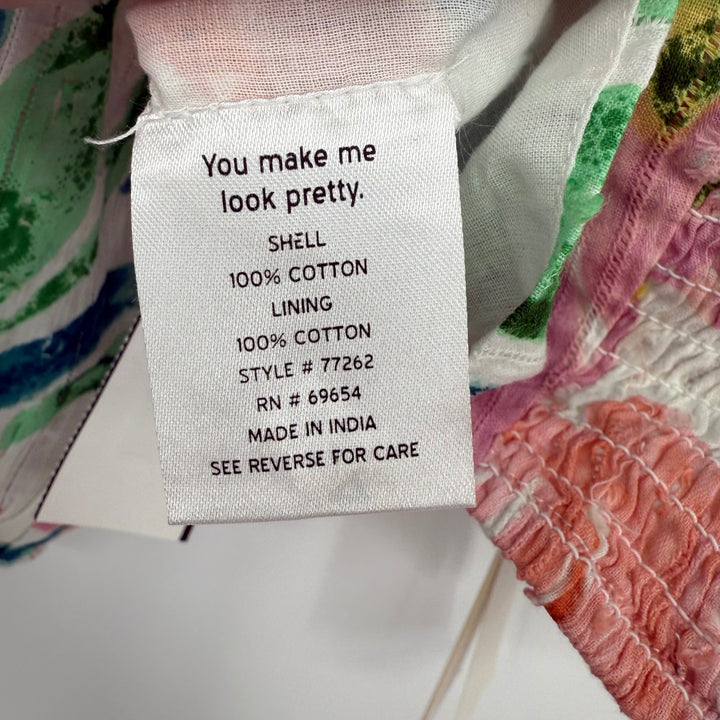 You make me
look pretty.
SHELL
100% COTTON
LINING
100% COTTON
STYLE # 77262
RN # 69654
MADE IN INDIA
SEE REVERSE FOR CARE